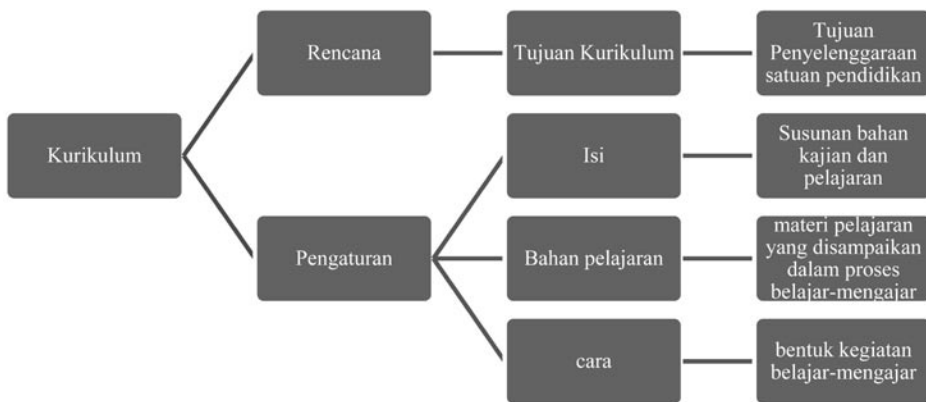 Kurikulum
Rencana
Tujuan Kurikulum
Tujuan
Penyelenggaraan
satuan pendidikan
Pengaturan
Isi
Susunan bahan
kajian dan
pelajaran
Bahan pelajaran
materi pelajaran
yang disampaikan
dalam proses
belajar-mengajar
cara
bentuk kegiatan
belajar-mengajar